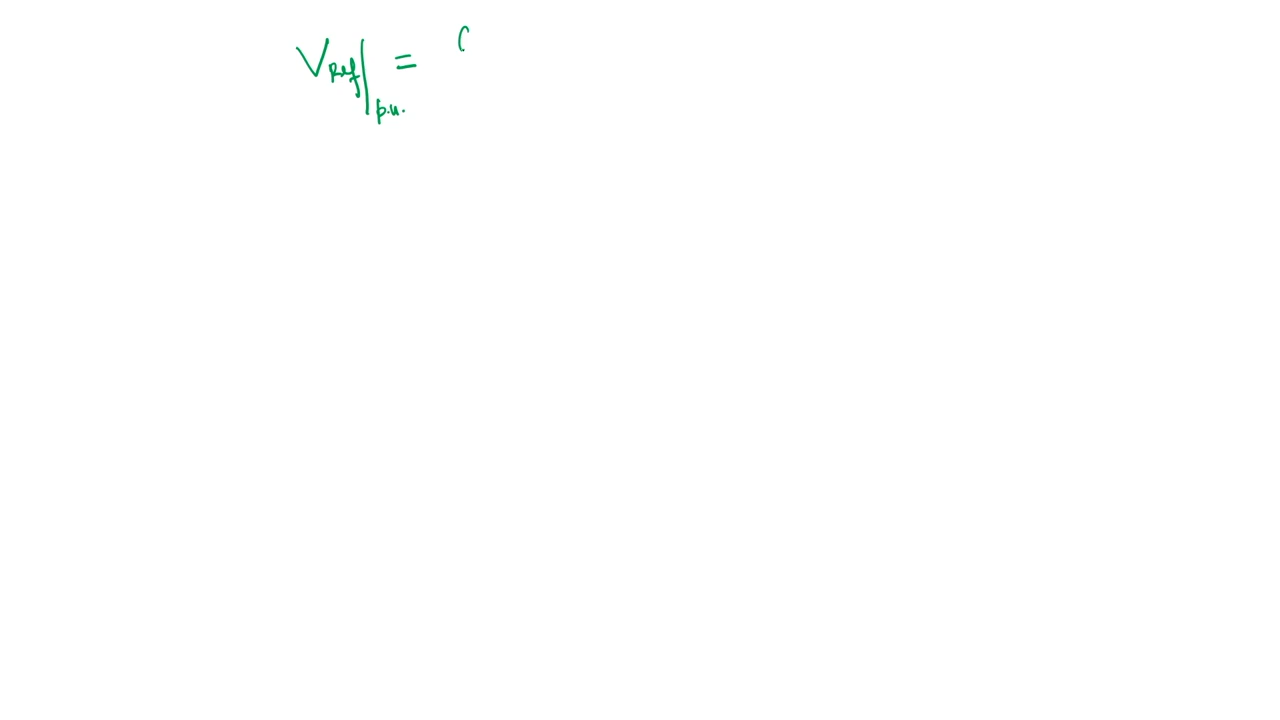 V_Ref|_p.u. = (